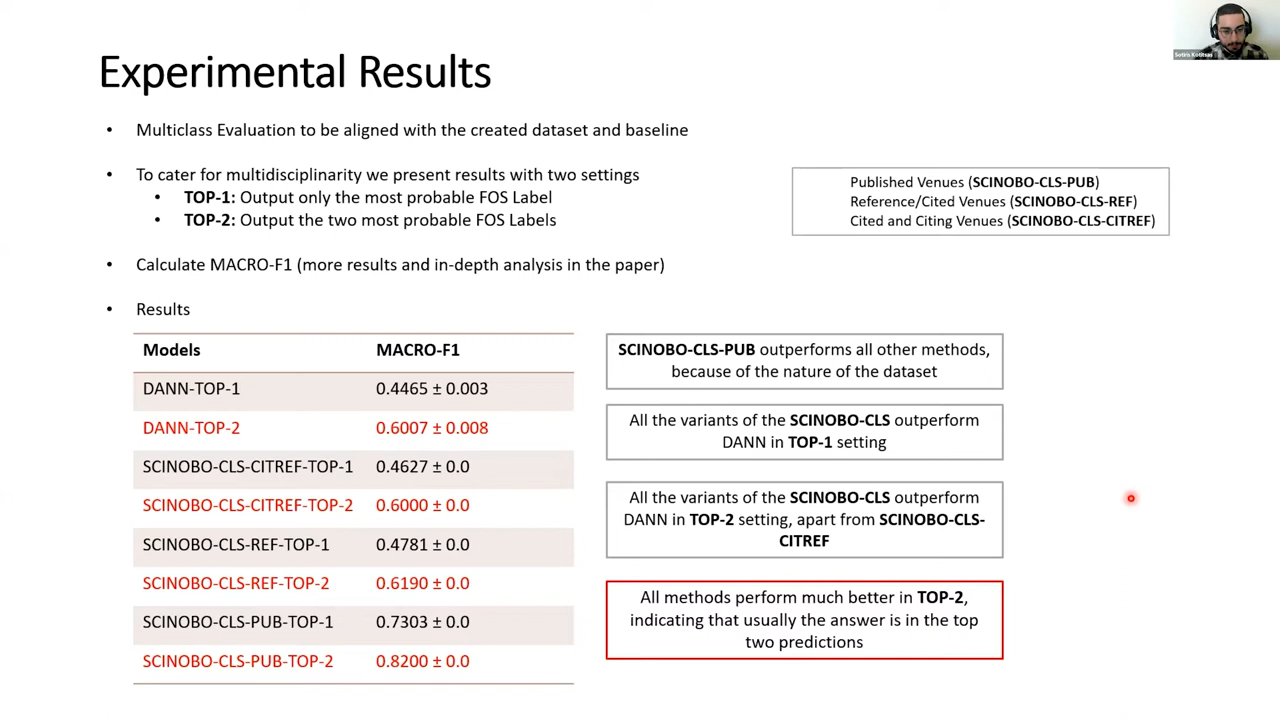 Sotiris Kotitsas
Experimental Results
• Multiclass Evaluation to be aligned with the created dataset and baseline
• To cater for multidisciplinarity we present results with two settings
• TOP-1: Output only the most probable FOS Label
• TOP-2: Output the two most probable FOS Labels
Published Venues (SCINOBO-CLS-PUB)
Reference/Cited Venues (SCINOBO-CLS-REF)
Cited and Citing Venues (SCINOBO-CLS-CITREF)
• Calculate MACRO-F1 (more results and in-depth analysis in the paper)
• Results
Models MACRO-F1
DANN-TOP-1 0.4465 ± 0.003
DANN-TOP-2 0.6007 ± 0.008
SCINOBO-CLS-CITREF-TOP-1 0.4627 ± 0.0
SCINOBO-CLS-CITREF-TOP-2 0.6000 ± 0.0
SCINOBO-CLS-REF-TOP-1 0.4781 ± 0.0
SCINOBO-CLS-REF-TOP-2 0.6190 ± 0.0
SCINOBO-CLS-PUB-TOP-1 0.7303 ± 0.0
SCINOBO-CLS-PUB-TOP-2 0.8200 ± 0.0
SCINOBO-CLS-PUB outperforms all other methods,
because of the nature of the dataset
All the variants of the SCINOBO-CLS outperform
DANN in TOP-1 setting
All the variants of the SCINOBO-CLS outperform
DANN in TOP-2 setting, apart from SCINOBO-CLS-
CITREF
All methods perform much better in TOP-2,
indicating that usually the answer is in the top
two predictions